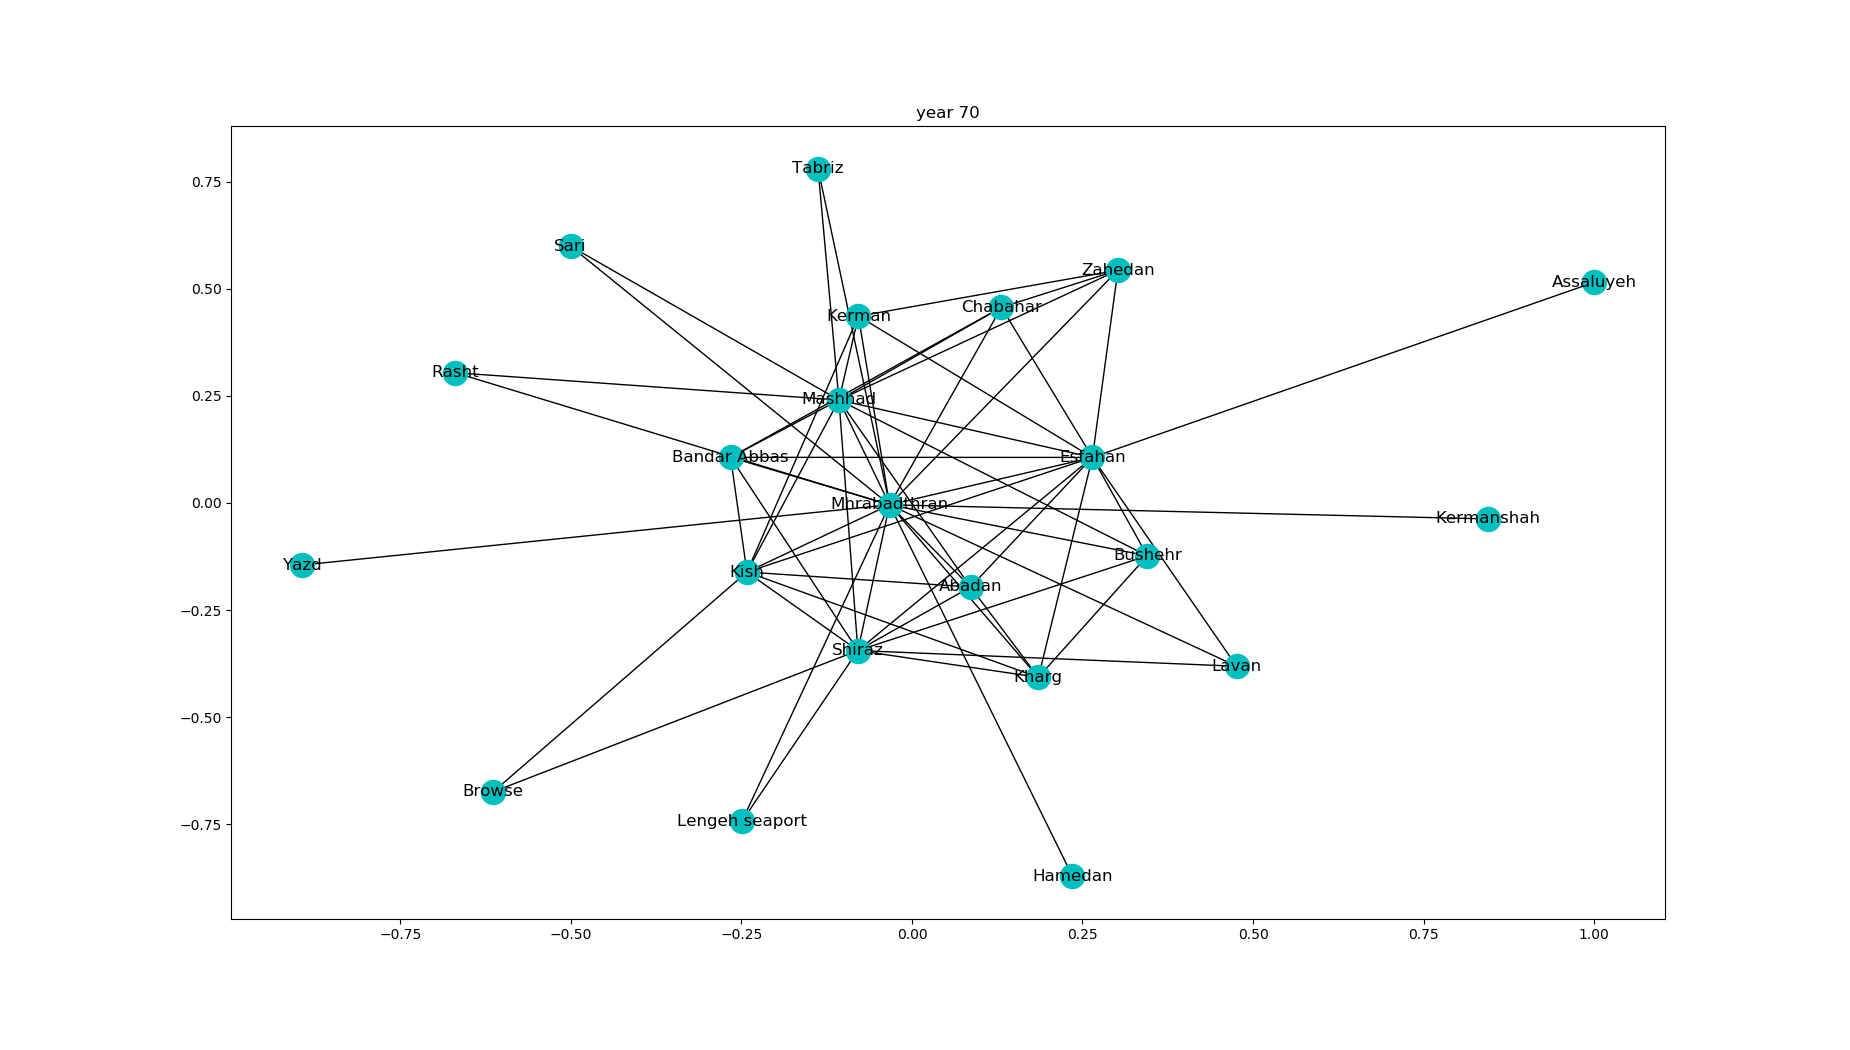 year 70
Tabriz
Sari
Zahedan
Assaluyeh
Chabahar
Kerman
Rasht
Mashhad
Bandar Abbas
Esfahan
Mhrabadthran
Kermanshah
Bushehr
Yazd
Kish
Abadan
Shiraz
Lavan
Kharg
Browse
Lengeh seaport
Hamedan
0.75
0.50
0.25
0.00
−0.25
−0.50
−0.75
−0.75
−0.50
−0.25
0.00
0.25
0.50
0.75
1.00